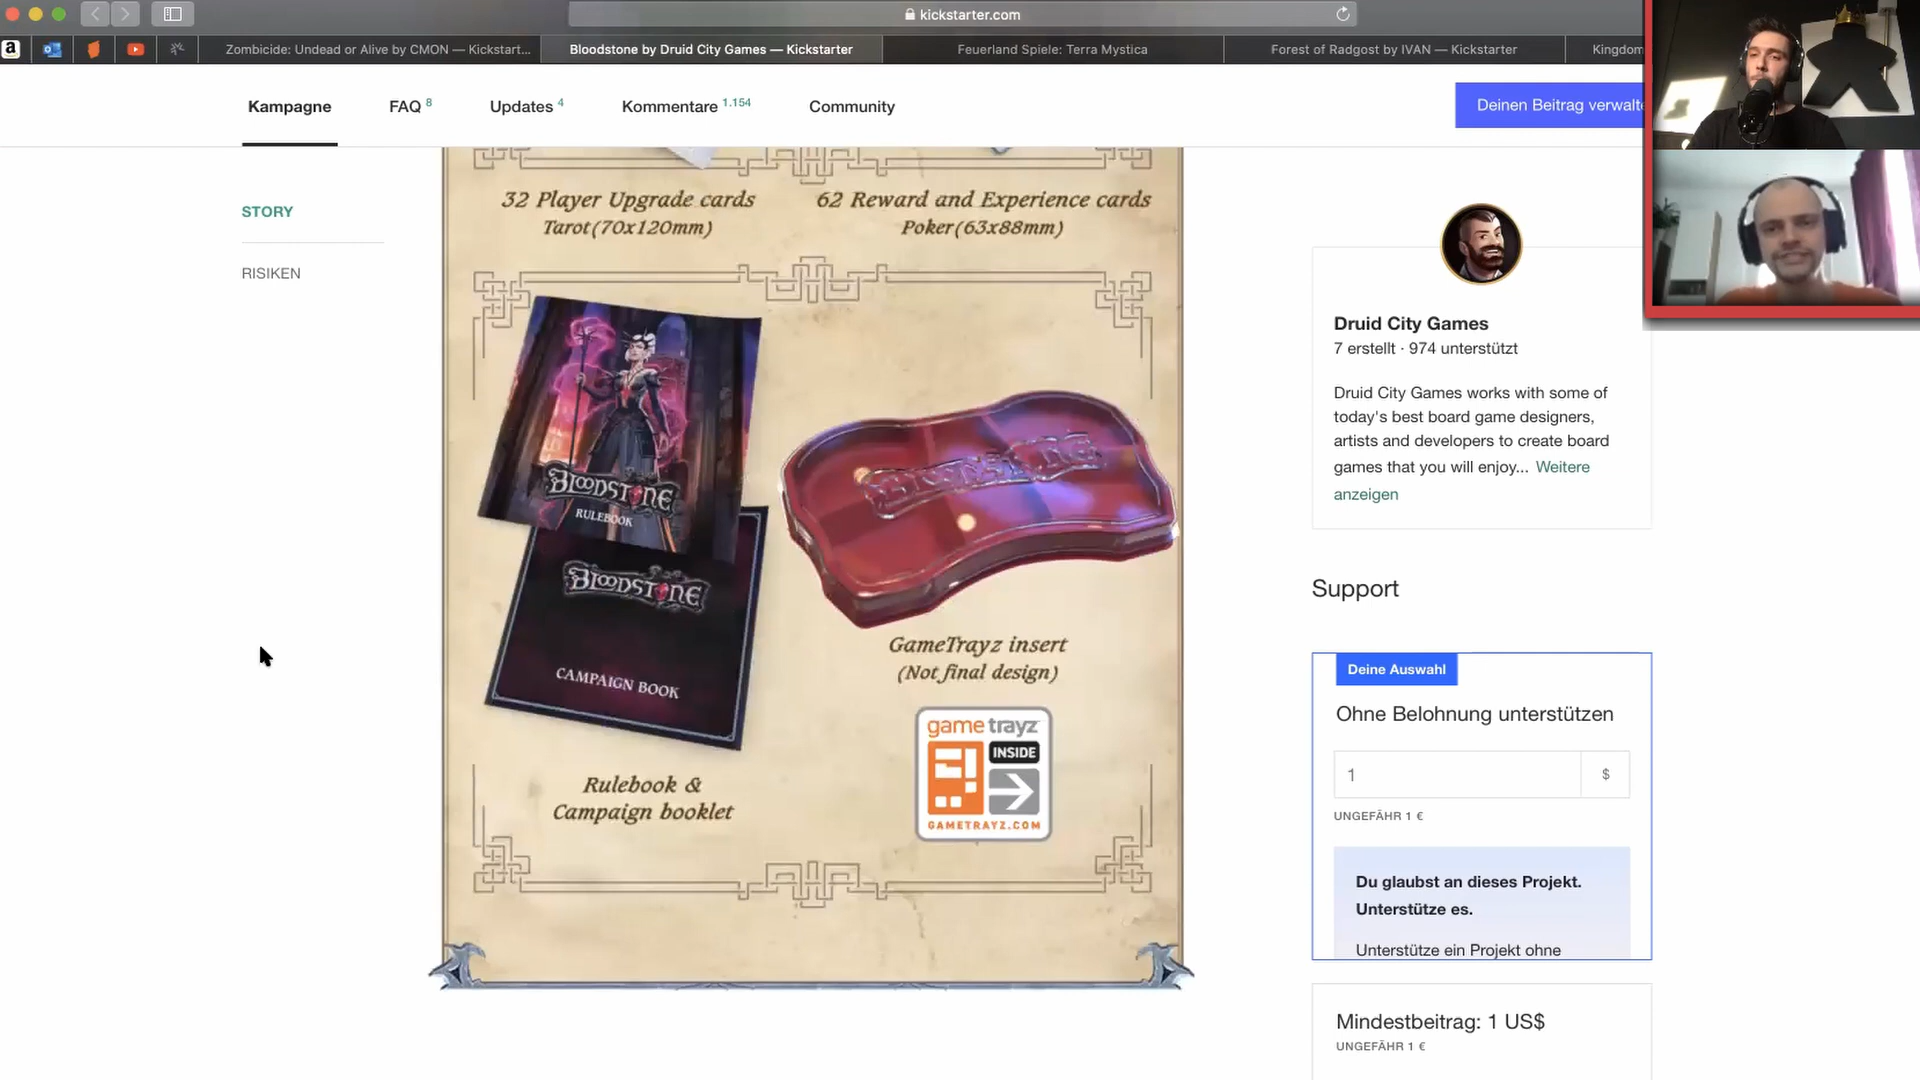 kickstarter.com
Zombicide: Undead or Alive by CMON — Kickstart...
Bloodstone by Druid City Games — Kickstarter
Feuerland Spiele: Terra Mystica
Forest of Radgost by IVAN — Kickstarter
Kingdom
Kampagne
FAQ 8
Updates 4
Kommentare 1.154
Community
Deinen Beitrag verwalte
STORY
RISIKEN
32 Player Upgrade cards
Tarot(70x120mm)
62 Reward and Experience cards
Poker(63x88mm)
BLOODSTONE
RULEBOOK
BLOODSTONE
CAMPAIGN BOOK
Rulebook &
Campaign booklet
BLOODSTONE
GameTrayz insert
(Not final design)
game trayz
INSIDE
GAMETRAYZ.COM
Druid City Games
7 erstellt · 974 unterstützt
Druid City Games works with some of
today's best board game designers,
artists and developers to create board
games that you will enjoy... Weitere
anzeigen
Support
Deine Auswahl
Ohne Belohnung unterstützen
1 $
UNGEFÄHR 1 €
Du glaubst an dieses Projekt.
Unterstütze es.
Unterstütze ein Projekt ohne
Mindestbeitrag: 1 US$
UNGEFÄHR 1 €